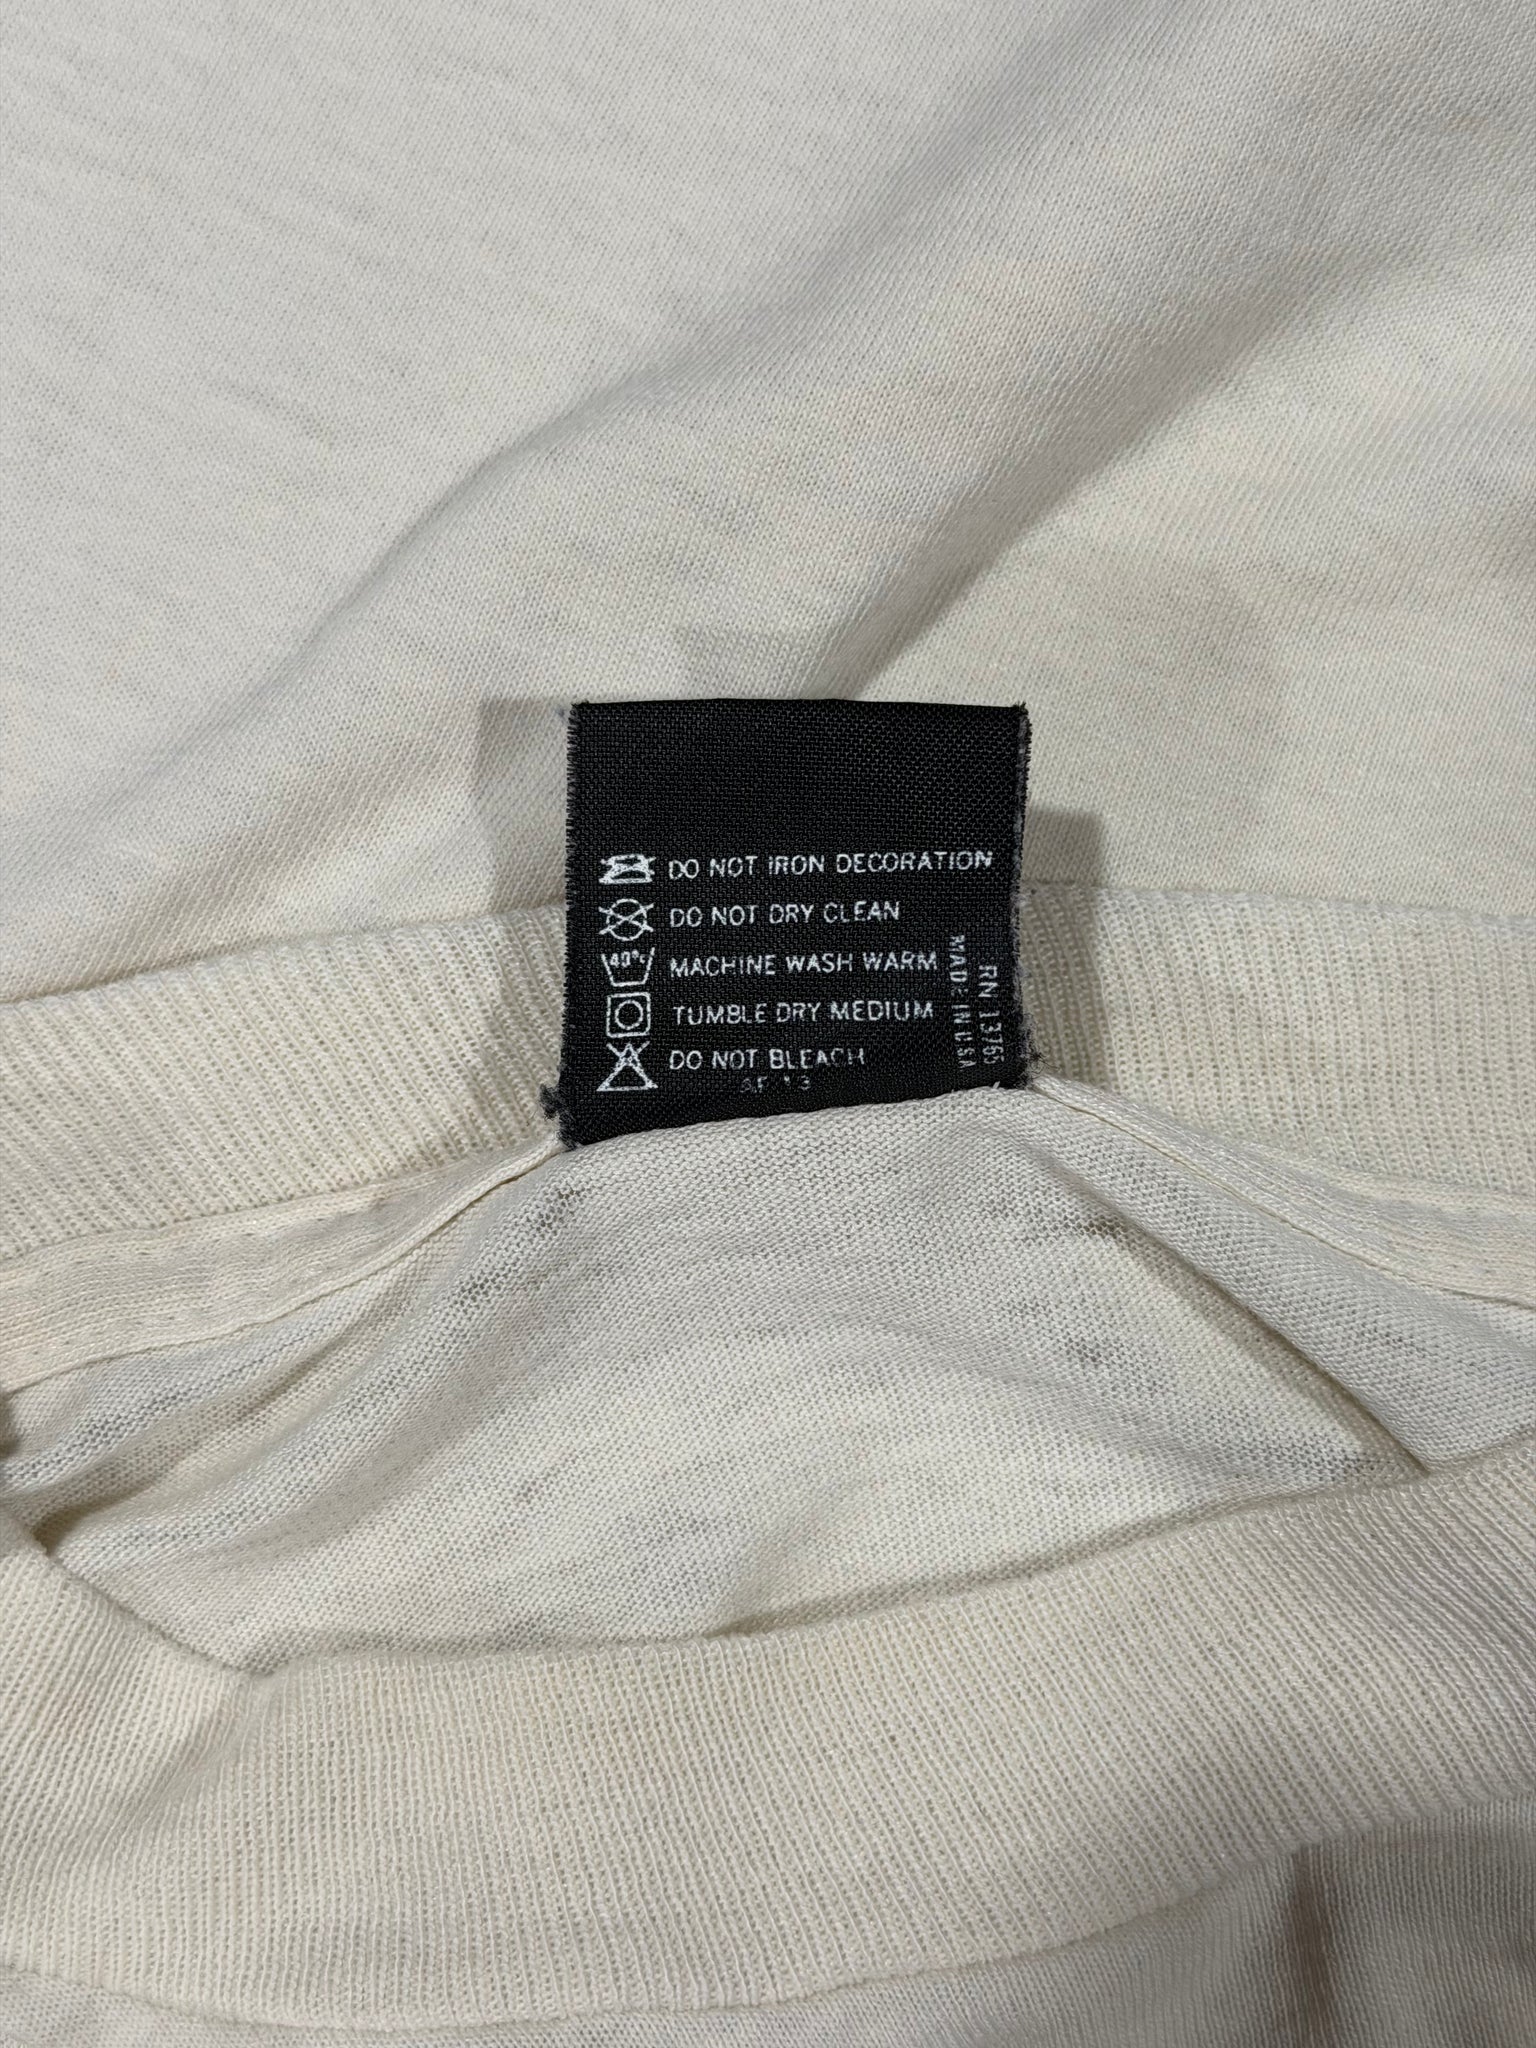 DO NOT IRON DECORATION
DO NOT DRY CLEAN
40°C MACHINE WASH WARM
TUMBLE DRY MEDIUM
DO NOT BLEACH
RN 13765
MADE IN U.S.A.